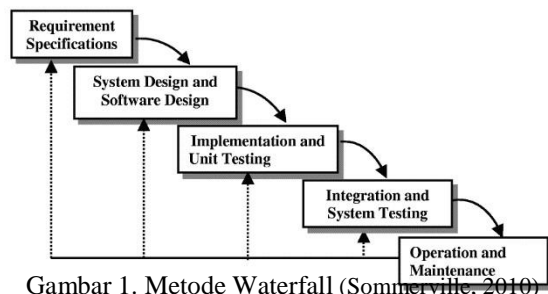 Requirement
Specifications
System Design and
Software Design
Implementation and
Unit Testing
Integration and
System Testing
Operation and
Maintenance
Gambar 1. Metode Waterfall (Sommerville, 2010)